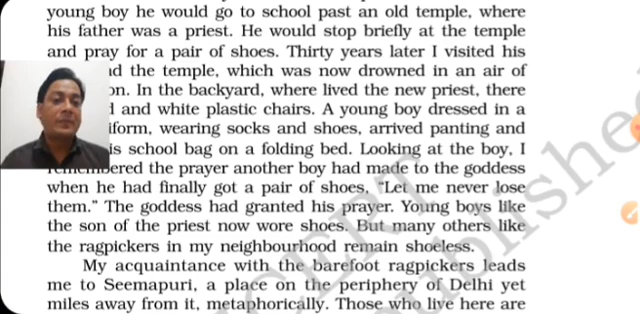 young boy he would go to school past an old temple, where
his father was a priest. He would stop briefly at the temple
and pray for a pair of shoes. Thirty years later I visited his
the temple, which was now drowned in an air of
In the backyard, where lived the new priest, there
and white plastic chairs. A young boy dressed in a
wearing socks and shoes, arrived panting and
school bag on a folding bed. Looking at the boy, I
remembered the prayer another boy had made to the goddess
when he had finally got a pair of shoes, "Let me never lose
them." The goddess had granted his prayer. Young boys like
the son of the priest now wore shoes. But many others like
the ragpickers in my neighbourhood remain shoeless.
My acquaintance with the barefoot ragpickers leads
me to Seemapuri, a place on the periphery of Delhi yet
miles away from it, metaphorically. Those who live here are